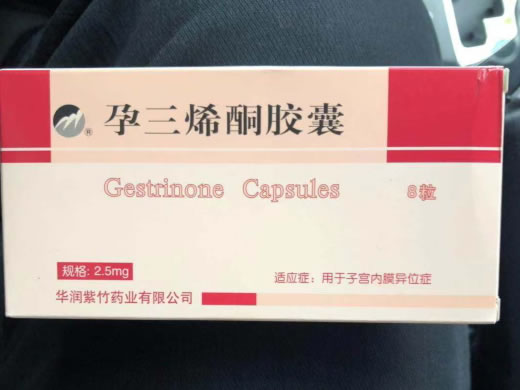 ®
孕三烯酮胶囊
Gestrinone Capsules 8粒
规格: 2.5mg
适应症: 用于子宫内膜异位症
华润紫竹药业有限公司